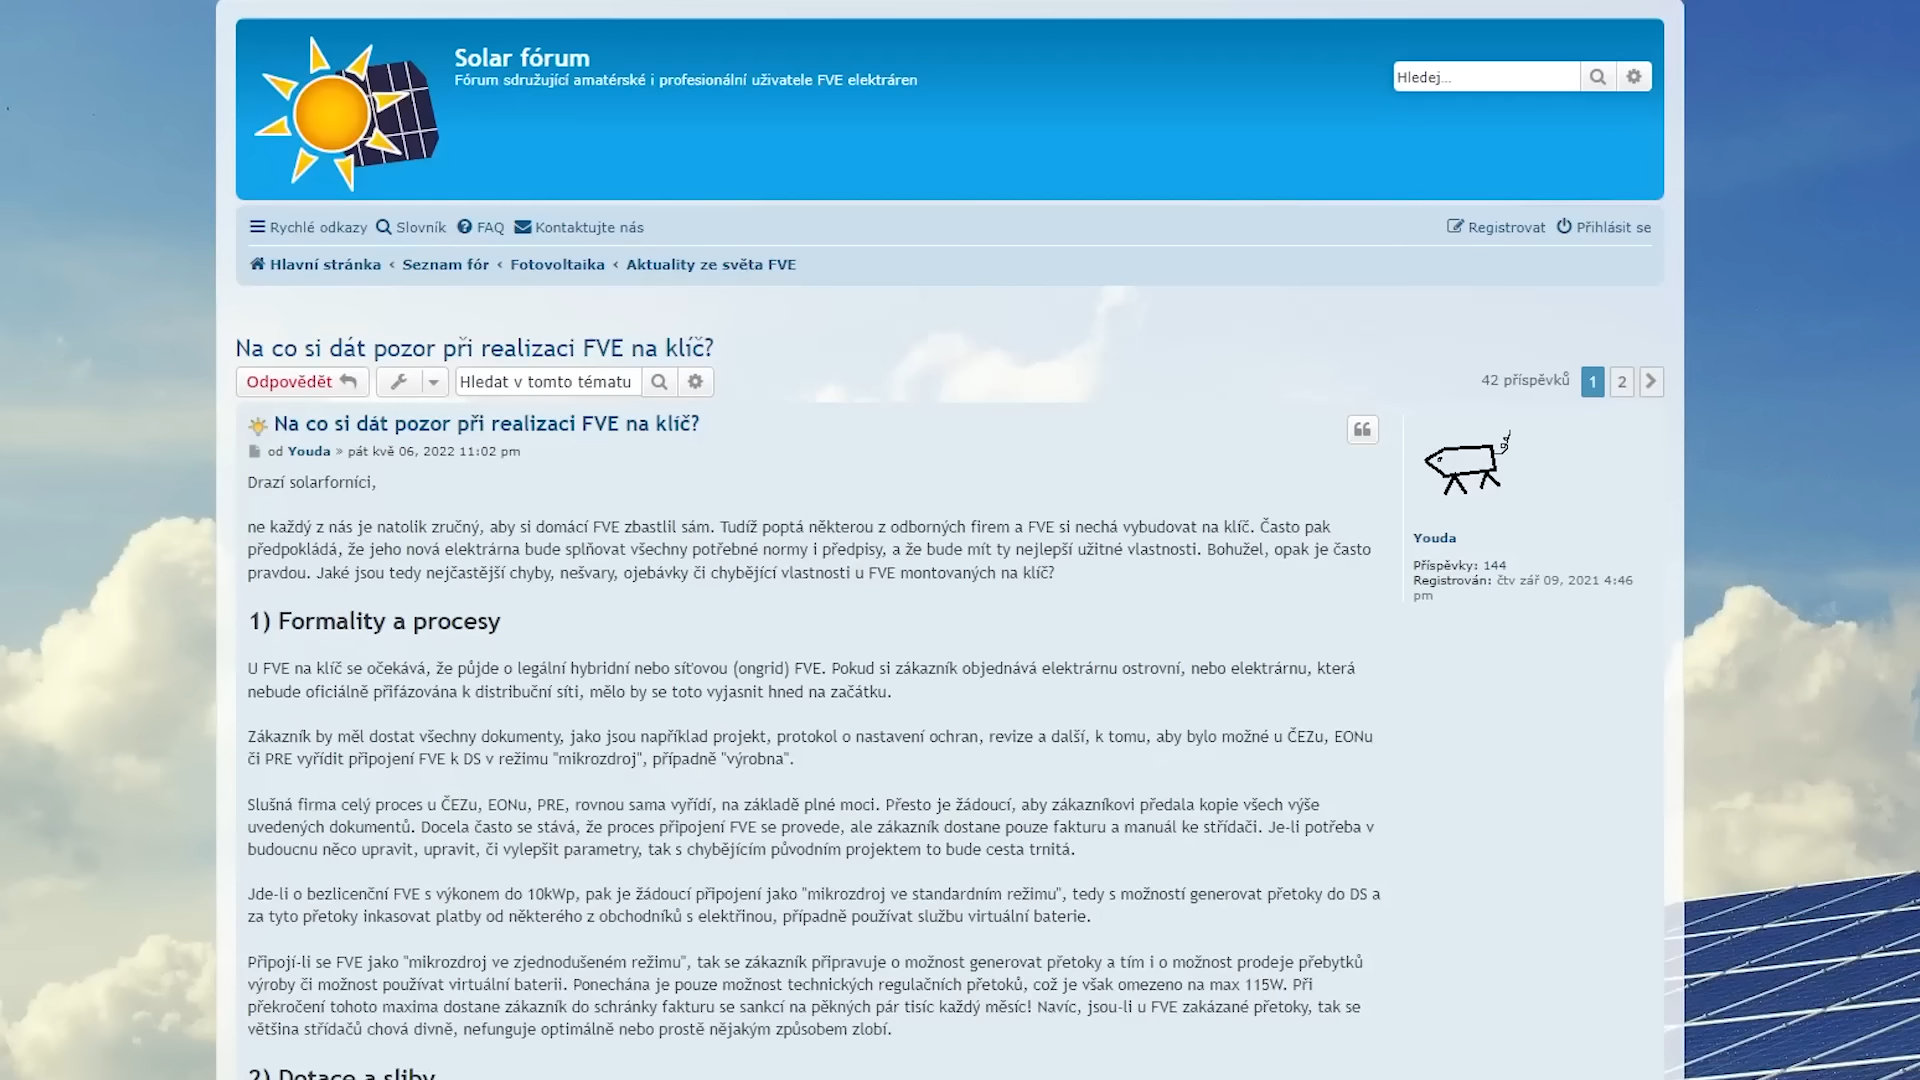 Solar fórum
Fórum sdružující amatérské i profesionální uživatele FVE elektráren
Hledej…
Rychlé odkazy Slovník FAQ Kontaktujte nás
Registrovat Přihlásit se
Hlavní stránka ‹ Seznam fór ‹ Fotovoltaika ‹ Aktuality ze světa FVE
Na co si dát pozor při realizaci FVE na klíč?
Odpovědět
Hledat v tomto tématu
42 příspěvků 1 2
Na co si dát pozor při realizaci FVE na klíč?
od Youda » pát kvě 06, 2022 11:02 pm
Drazí solarforníci,
ne každý z nás je natolik zručný, aby si domácí FVE zbastlil sám. Tudíž poptá některou z odborných firem a FVE si nechá vybudovat na klíč. Často pak
předpokládá, že jeho nová elektrárna bude splňovat všechny potřebné normy i předpisy, a že bude mít ty nejlepší užitné vlastnosti. Bohužel, opak je často
pravdou. Jaké jsou tedy nejčastější chyby, nešvary, ojebávky či chybějící vlastnosti u FVE montovaných na klíč?
Youda
Příspěvky: 144
Registrován: čtv zář 09, 2021 4:46
pm
1) Formality a procesy
U FVE na klíč se očekává, že půjde o legální hybridní nebo síťovou (ongrid) FVE. Pokud si zákazník objednává elektrárnu ostrovní, nebo elektrárnu, která
nebude oficiálně přifázována k distribuční síti, mělo by se toto vyjasnit hned na začátku.
Zákazník by měl dostat všechny dokumenty, jako jsou například projekt, protokol o nastavení ochran, revize a další, k tomu, aby bylo možné u ČEZu, EONu
či PRE vyřídit připojení FVE k DS v režimu "mikrozdroj", případně "výrobna".
Slušná firma celý proces u ČEZu, EONu, PRE, rovnou sama vyřídí, na základě plné moci. Přesto je žádoucí, aby zákazníkovi předala kopie všech výše
uvedených dokumentů. Docela často se stává, že proces připojení FVE se provede, ale zákazník dostane pouze fakturu a manuál ke střídači. Je-li potřeba v
budoucnu něco upravit, upravit, či vylepšit parametry, tak s chybějícím původním projektem to bude cesta trnitá.
Jde-li o bezlicenční FVE s výkonem do 10kWp, pak je žádoucí připojení jako "mikrozdroj ve standardním režimu", tedy s možností generovat přetoky do DS a
za tyto přetoky inkasovat platby od některého z obchodníků s elektřinou, případně používat službu virtuální baterie.
Připojí-li se FVE jako "mikrozdroj ve zjednodušeném režimu", tak se zákazník připravuje o možnost generovat přetoky a tím i o možnost prodeje přebytků
výroby či možnost používat virtuální baterii. Ponechána je pouze možnost technických regulačních přetoků, což je však omezeno na max 115W. Při
překročení tohoto maxima dostane zákazník do schránky fakturu se sankcí na pěkných pár tisíc každý měsíc! Navíc, jsou-li u FVE zakázané přetoky, tak se
většina střídačů chová divně, nefunguje optimálně nebo prostě nějakým způsobem zlobí.
2) Dotace a sliby